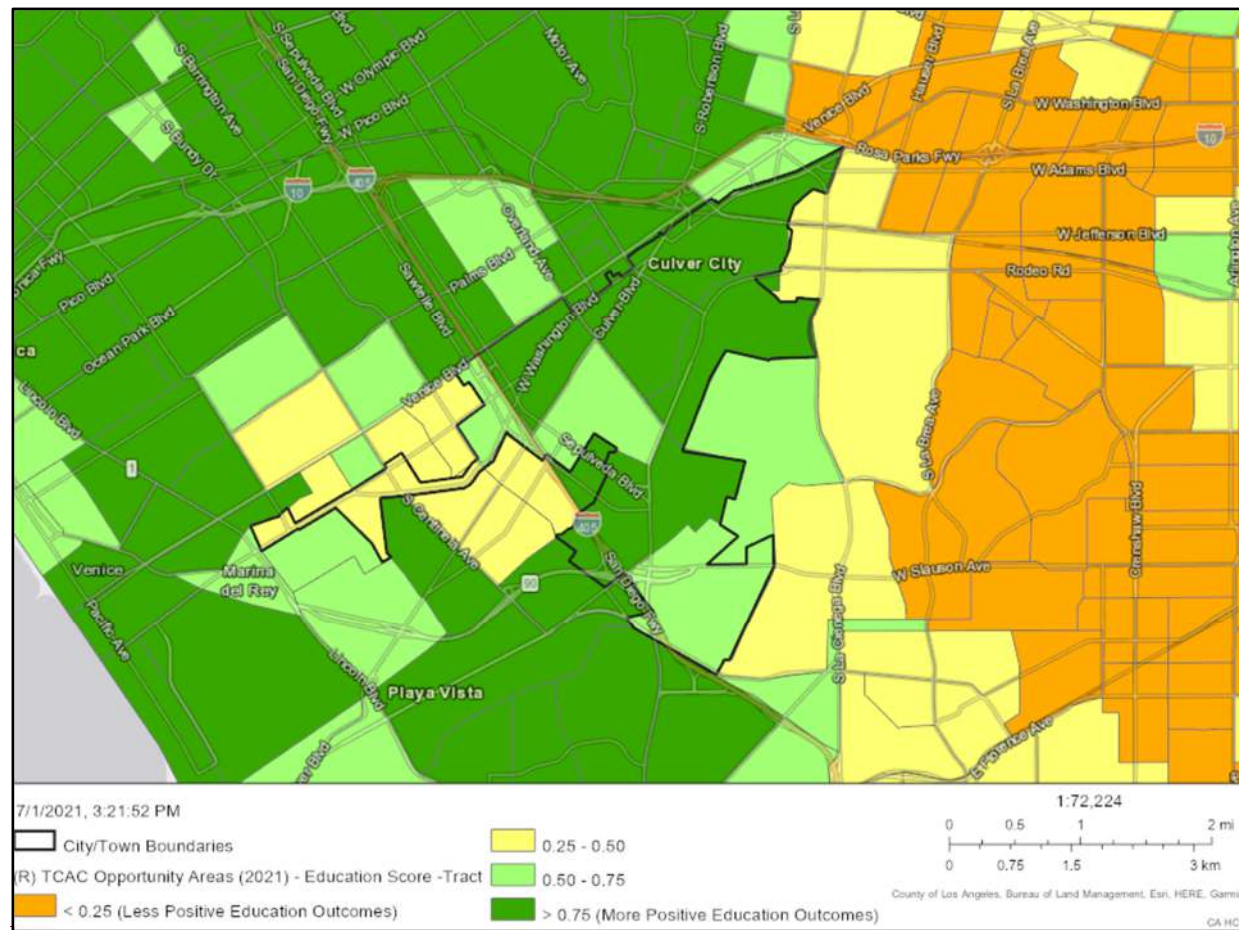 S Barrington Ave
S Sepulveda Blvd
San Diego Fwy
W Olympic Blvd
W Pico Blvd
Motor Ave
S Robertson Blvd
Venice Blvd
Hauser Blvd
S La Brea Ave
W Washington Blvd
S Bundy Dr
10
405
Rosa Parks Fwy
10
W Adams Blvd
Overland Ave
Palms Blvd
Sawtelle Blvd
Culver City
W Jefferson Blvd
Rodeo Rd
Arlington Ave
Pico Blvd
Ocean Park Blvd
ca
Lincoln Blvd
W Washington Blvd
Culver Blvd
Venice Blvd
1
S La Brea Ave
Sepulveda Blvd
S Centinela Ave
405
Crenshaw Blvd
Venice
Marina
del Rey
90
San Diego Fwy
W Slauson Ave
Pacific Ave
Lincoln Blvd
S La Cienega Blvd
Playa Vista
E Florence Ave
7/1/2021, 3:21:52 PM
City/Town Boundaries
(R) TCAC Opportunity Areas (2021) - Education Score -Tract
< 0.25 (Less Positive Education Outcomes)
0.25 - 0.50
0.50 - 0.75
> 0.75 (More Positive Education Outcomes)
1:72,224
0 0.5 1 2 mi
0 0.75 1.5 3 km
County of Los Angeles, Bureau of Land Management, Esri, HERE, Garmi
CA HC